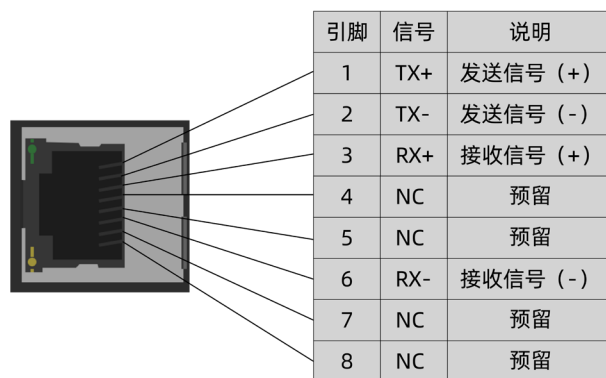 引脚 信号 说明
1 TX+ 发送信号（+）
2 TX- 发送信号（-）
3 RX+ 接收信号（+）
4 NC 预留
5 NC 预留
6 RX- 接收信号（-）
7 NC 预留
8 NC 预留